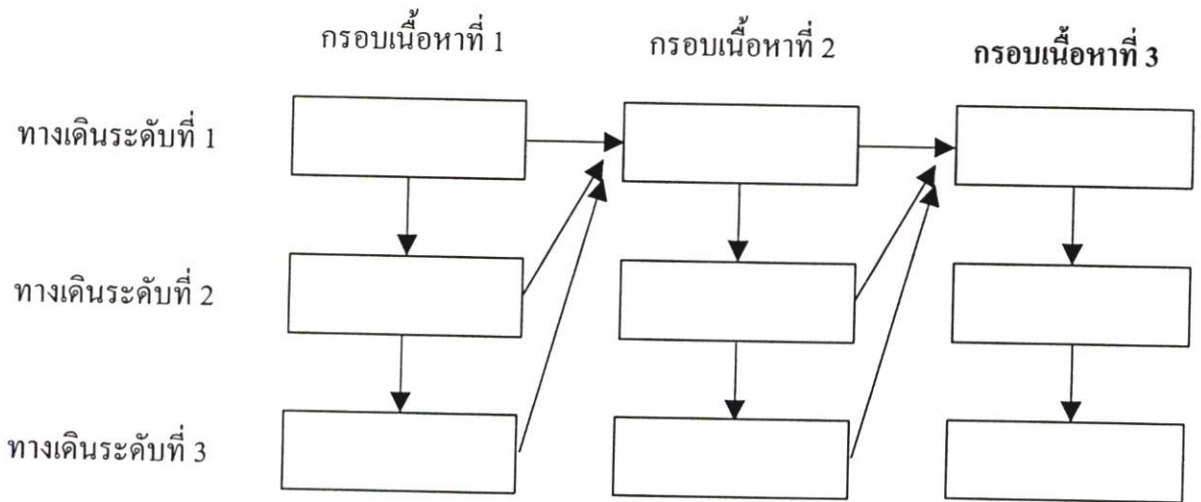 กรอบเนื้อหาที่ 1
กรอบเนื้อหาที่ 2
กรอบเนื้อหาที่ 3
ทางเดินระดับที่ 1
ทางเดินระดับที่ 2
ทางเดินระดับที่ 3